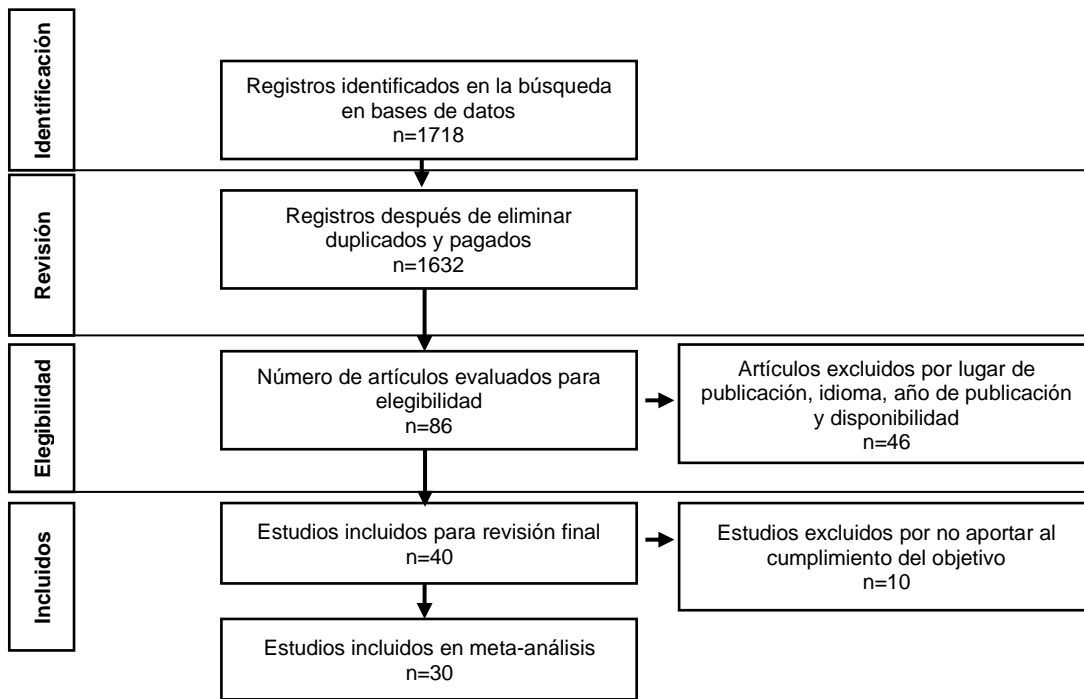 Identificación
Registros identificados en la búsqueda
en bases de datos
n=1718
Revisión
Registros después de eliminar
duplicados y pagados
n=1632
Elegibilidad
Número de artículos evaluados para
elegibilidad
n=86
Artículos excluidos por lugar de
publicación, idioma, año de publicación
y disponibilidad
n=46
Incluidos
Estudios incluidos para revisión final
n=40
Estudios excluidos por no aportar al
cumplimiento del objetivo
n=10
Estudios incluidos en meta-análisis
n=30